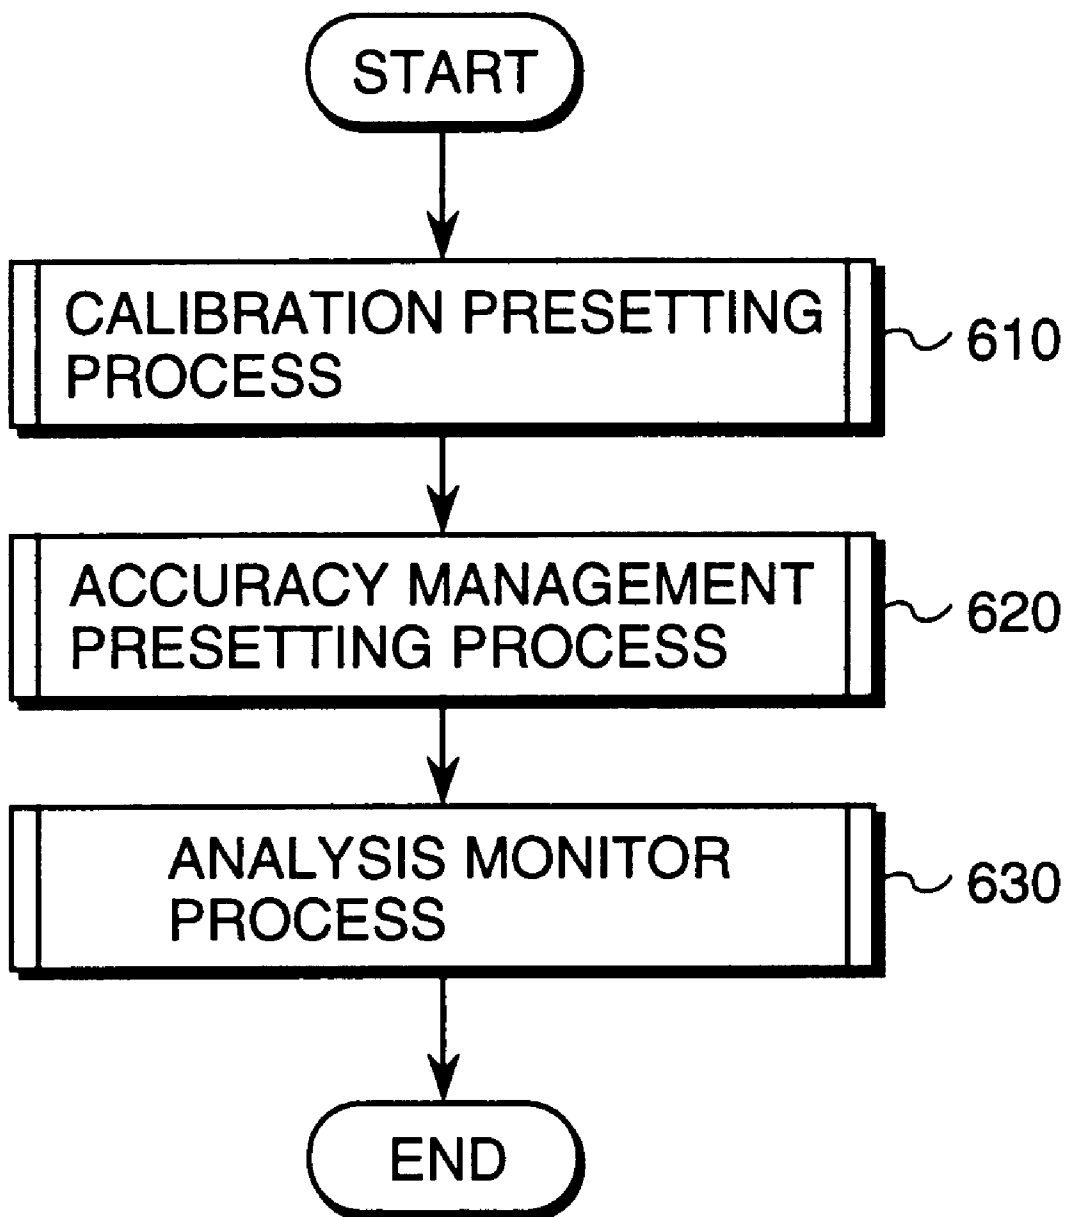 START
CALIBRATION PRESETTING
PROCESS
610
ACCURACY MANAGEMENT
PRESETTING PROCESS
620
ANALYSIS MONITOR
PROCESS
630
END